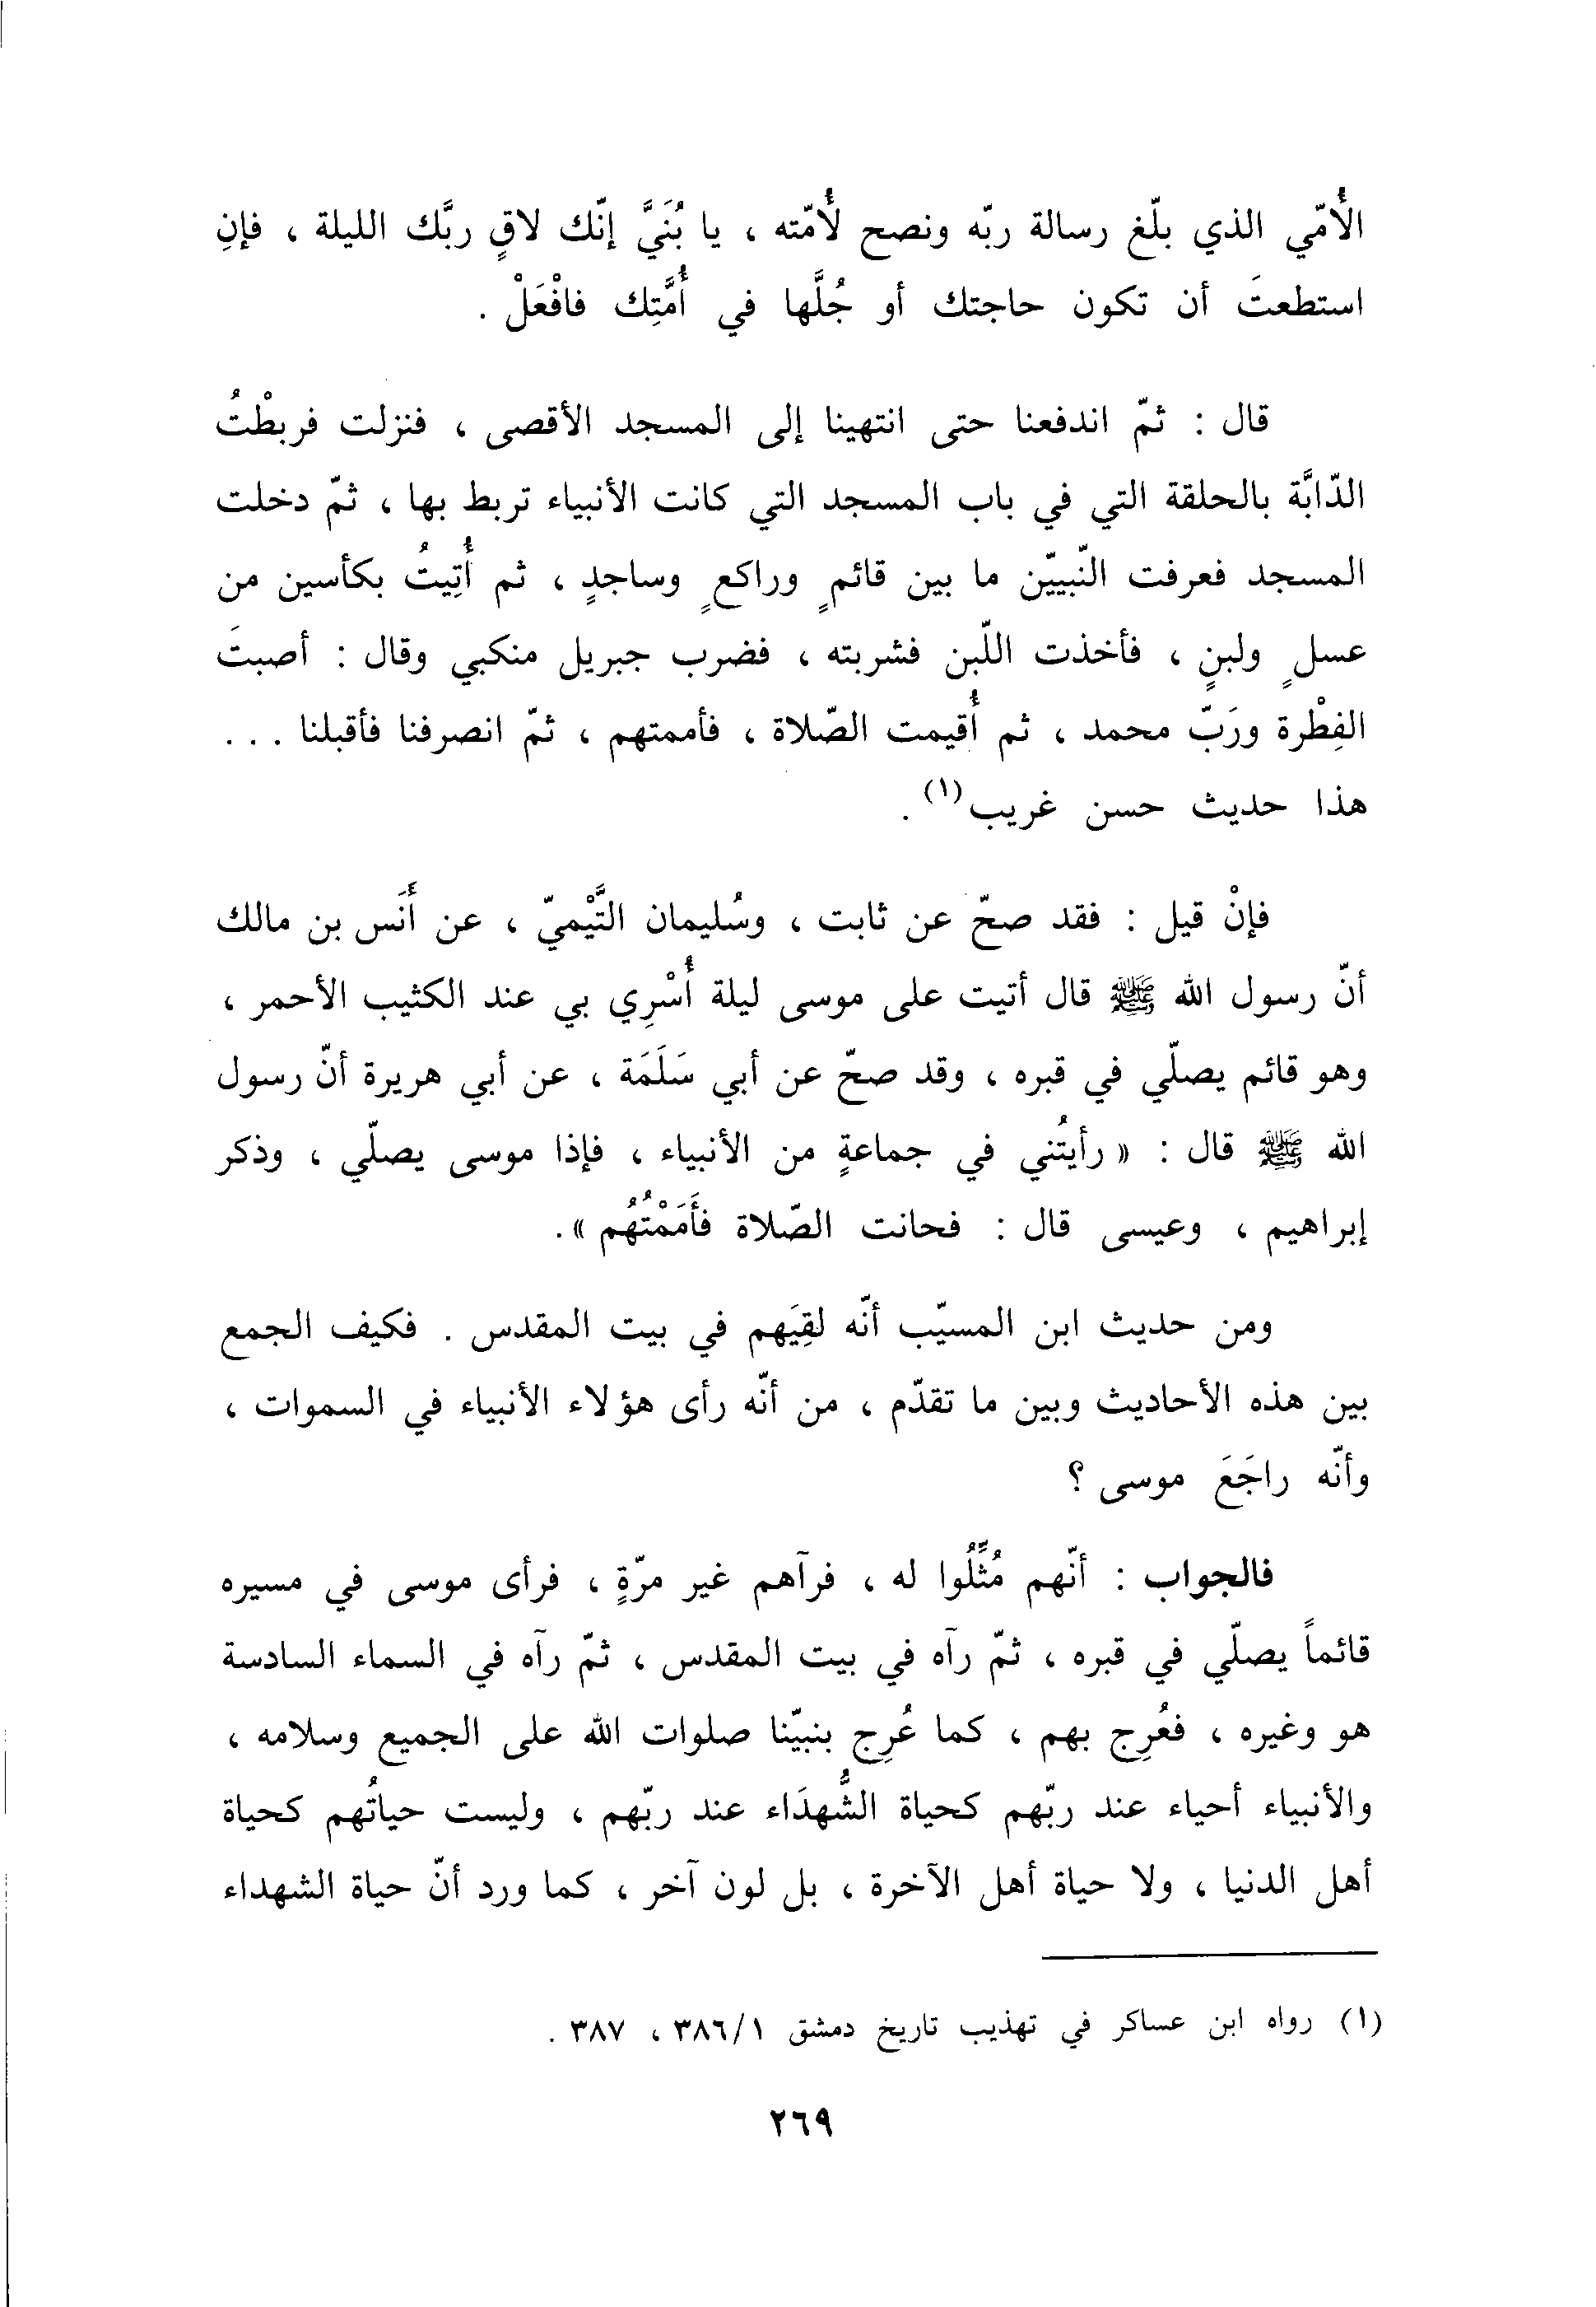 الأُمّي الذي بلّغ رسالة ربّه ونصح لأُمّته ، يا بُنَيَّ إنّك لاقٍ ربَّك الليلة ، فإنِ
استطعتَ أن تكون حاجتك أو جُلَّها في أُمَّتِك فافْعَلْ .
قال : ثمّ اندفعنا حتى انتهينا إلى المسجد الأقصى ، فنزلت فربطْتُ
الدّابَّة بالحلقة التي في باب المسجد التي كانت الأنبياء تربط بها ، ثمّ دخلت
المسجد فعرفت النّبيّين ما بين قائمٍ وراكعٍ وساجدٍ ، ثم أُتِيتُ بكأسين من
عسلٍ ولبنٍ ، فأخذت اللّبن فشربته ، فضرب جبريل منكبي وقال : أصبتَ
الفِطْرة ورَبّ محمد ، ثم أُقيمت الصّلاة ، فأممتهم ، ثمّ انصرفنا فأقبلنا . . .
هذا حديث حسن غريب(١) .
فإنْ قيل : فقد صحّ عن ثابت ، وسُليمان التَّيْميّ ، عن أَنَس بن مالك
أنّ رسول الله ﷺ قال أتيت على موسى ليلة أُسْرِي بي عند الكثيب الأحمر ،
وهو قائم يصلّي في قبره ، وقد صحّ عن أبي سَلَمَة ، عن أبي هريرة أنّ رسول
الله ﷺ قال : « رأيتُني في جماعةٍ من الأنبياء ، فإذا موسى يصلّي ، وذكر
إبراهيم ، وعيسى قال : فحانت الصّلاة فأَمَمْتُهُم » .
ومن حديث ابن المسيّب أنّه لقِيَهم في بيت المقدس . فكيف الجمع
بين هذه الأحاديث وبين ما تقدّم ، من أنّه رأى هؤلاء الأنبياء في السموات ،
وأنّه راجَعَ موسى ؟
فالجواب : أنّهم مُثِّلُوا له ، فرآهم غير مرّةٍ ، فرأى موسى في مسيره
قائماً يصلّي في قبره ، ثمّ رآه في بيت المقدس ، ثمّ رآه في السماء السادسة
هو وغيره ، فعُرِج بهم ، كما عُرِج بنبيّنا صلوات الله على الجميع وسلامه ،
والأنبياء أحياء عند ربّهم كحياة الشُّهدَاء عند ربّهم ، وليست حياتُهم كحياة
أهل الدنيا ، ولا حياة أهل الآخرة ، بل لون آخر ، كما ورد أنّ حياة الشهداء
(١) رواه ابن عساكر في تهذيب تاريخ دمشق ٣٨٦/١ ، ٣٨٧ .
٢٦٩